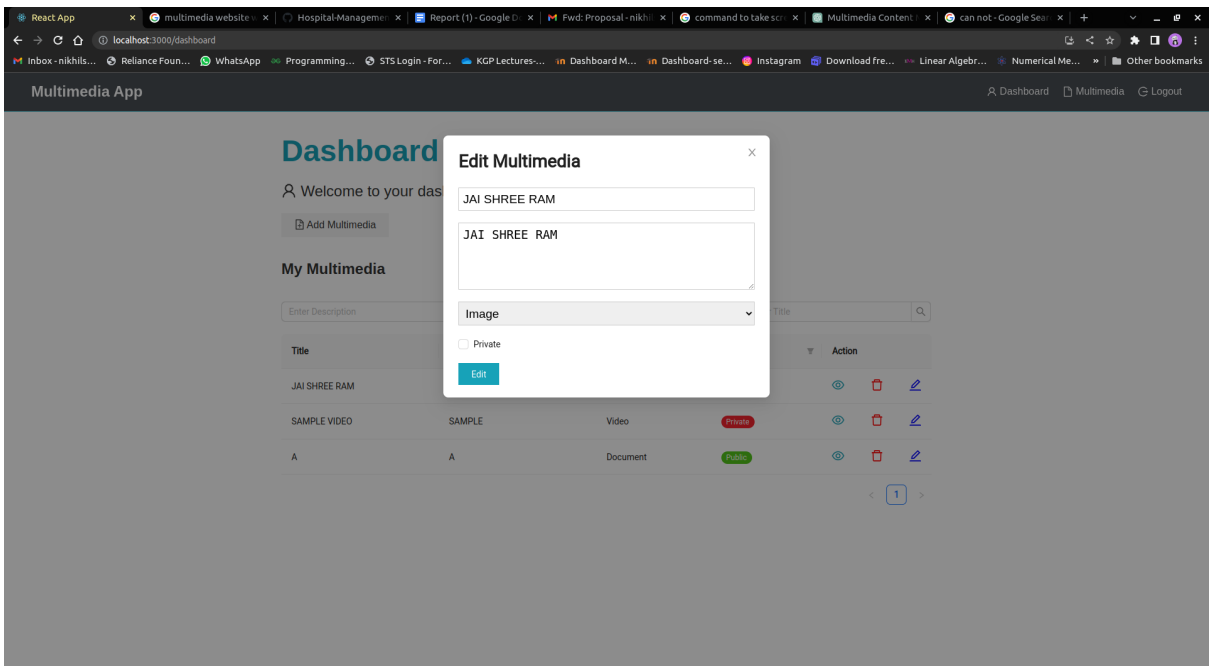 React App
multimedia website w
Hospital-Managemen
Report (1) - Google Do
Fwd: Proposal - nikhil
command to take scre
Multimedia Content
can not - Google Sear
localhost:3000/dashboard
Inbox - nikhils...
Reliance Foun...
WhatsApp
Programming...
STS Login - For...
KGP Lectures-...
Dashboard M...
Dashboard- se...
Instagram
Download fre...
Linear Algebr...
Numerical Me...
»
Other bookmarks
Multimedia App
Dashboard
Multimedia
Logout
Dashboard
Welcome to your das
Add Multimedia
My Multimedia
Enter Description
Title
Edit Multimedia
JAI SHREE RAM
JAI SHREE RAM
Image
Private
Edit
Title
Action
JAI SHREE RAM
SAMPLE VIDEO SAMPLE Video Private
A A Document Public
< 1 >